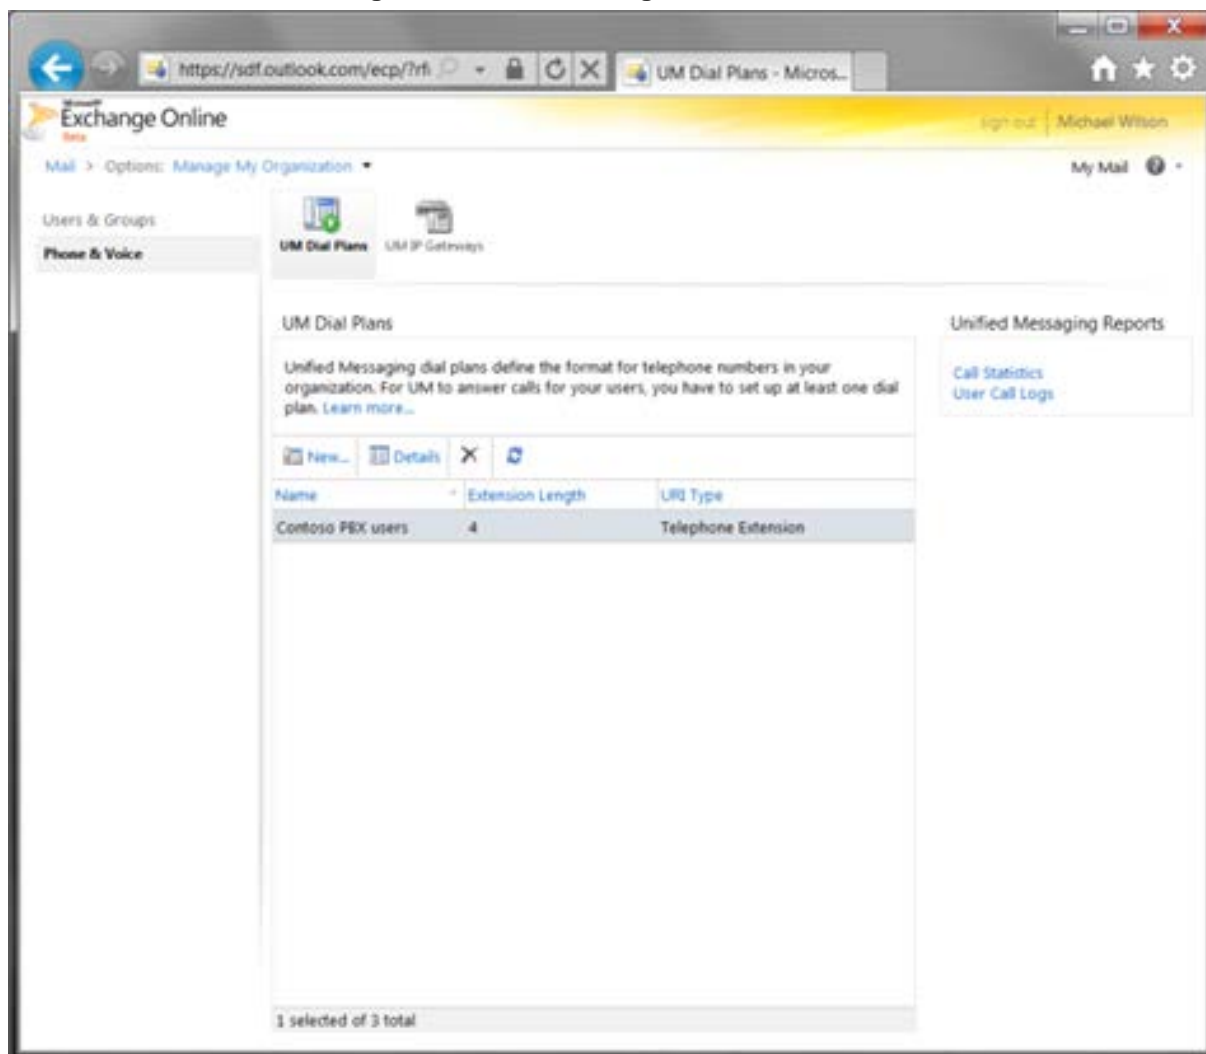 https://sdf.outlook.com/ecp/?rfi
UM Dial Plans - Micros...
Microsoft
Exchange Online
Beta
sign out | Michael Wilson
Mail > Options: Manage My Organization
My Mail
Users & Groups
Phone & Voice
UM Dial Plans
UM IP Gateways
UM Dial Plans
Unified Messaging dial plans define the format for telephone numbers in your
organization. For UM to answer calls for your users, you have to set up at least one dial
plan. Learn more...
New...
Details
Name
Extension Length
URI Type
Contoso PBX users
4
Telephone Extension
1 selected of 3 total
Unified Messaging Reports
Call Statistics
User Call Logs